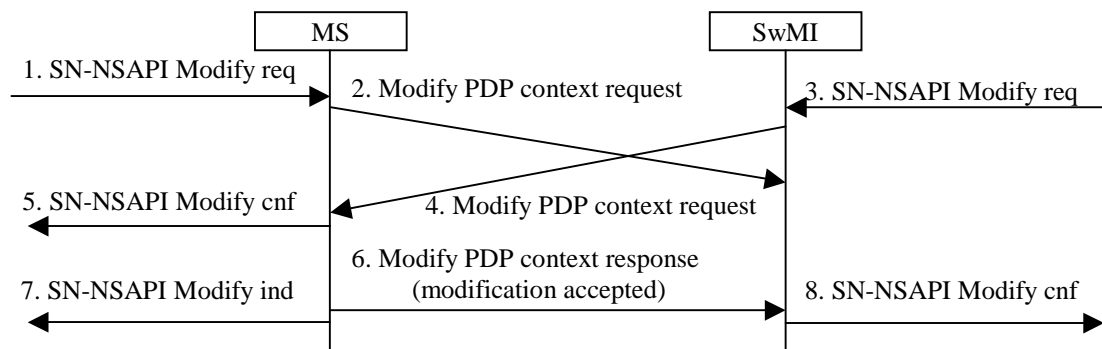 MS
SwMI
1. SN-NSAPI Modify req
2. Modify PDP context request
3. SN-NSAPI Modify req
5. SN-NSAPI Modify cnf
4. Modify PDP context request
6. Modify PDP context response
(modification accepted)
7. SN-NSAPI Modify ind
8. SN-NSAPI Modify cnf